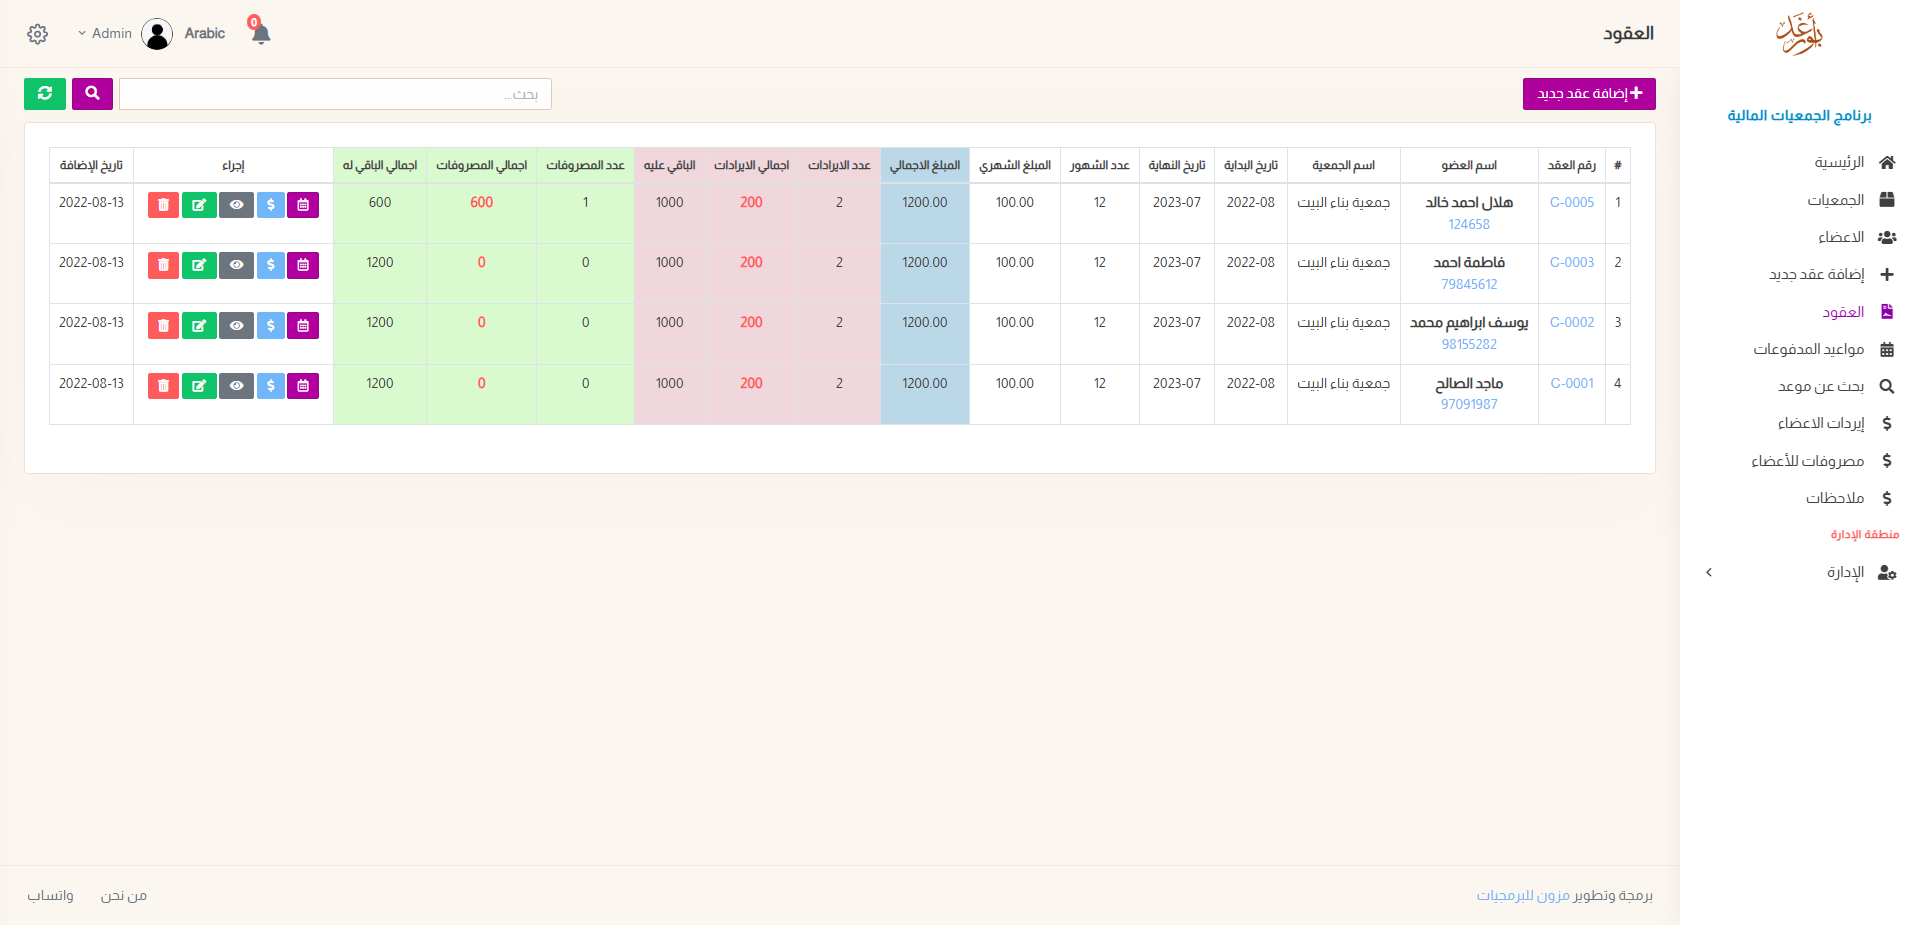 العقود
0
Arabic
Admin
برنامج الجمعيات المالية
الرئيسية
الجمعيات
الاعضاء
إضافة عقد جديد
العقود
مواعيد المدفوعات
بحث عن موعد
إيردات الاعضاء
مصروفات للأعضاء
ملاحظات
منطقة الإدارة
الإدارة
إضافة عقد جديد
بحث...
# رقم العقد اسم العضو اسم الجمعية تاريخ البداية تاريخ النهاية عدد الشهور المبلغ الشهري المبلغ الاجمالي عدد الايرادات اجمالي الايرادات الباقي عليه عدد المصروفات اجمالي المصروفات اجمالي الباقي له إجراء تاريخ الإضافة
1 C-0005 هلال احمد خالد جمعية بناء البيت 2022-08 2023-07 12 100.00 1200.00 2 200 1000 1 600 600 2022-08-13
124658
2 C-0003 فاطمة احمد جمعية بناء البيت 2022-08 2023-07 12 100.00 1200.00 2 200 1000 0 0 1200 2022-08-13
79845612
3 C-0002 يوسف ابراهيم محمد جمعية بناء البيت 2022-08 2023-07 12 100.00 1200.00 2 200 1000 0 0 1200 2022-08-13
98155282
4 C-0001 ماجد الصالح جمعية بناء البيت 2022-08 2023-07 12 100.00 1200.00 2 200 1000 0 0 1200 2022-08-13
97091987
برمجة وتطوير مزون للبرمجيات
من نحن
واتساب